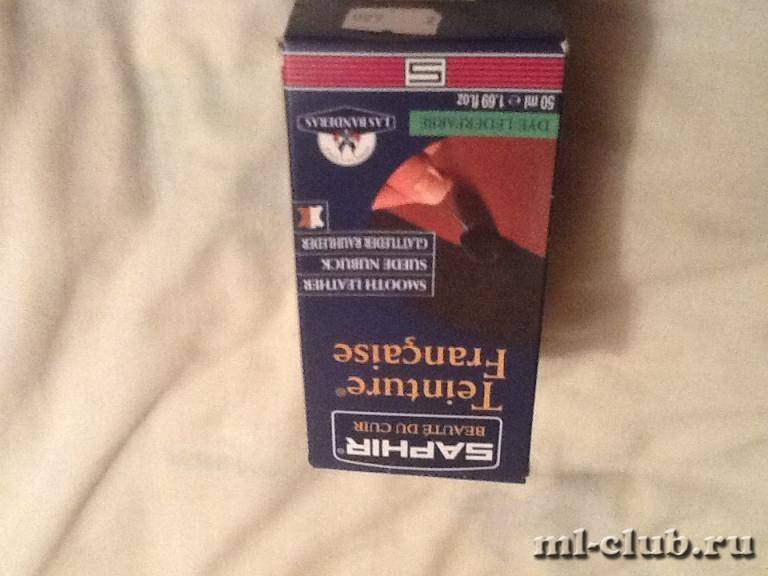 SAPHIR®
BEAUTÉ DU CUIR
Teinture®
Française
SMOOTH LEATHER
SUEDE NUBUCK
GLATTLEDER RAUHLEDER
DYE LEDERFARBE
LAS BANDERAS
50 ml e 1.69 fl.oz
S
ml-club.ru